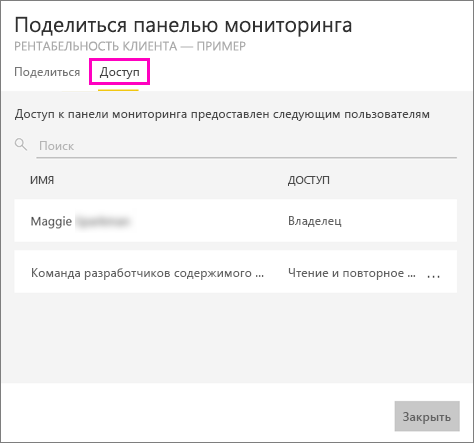 Поделиться панелью мониторинга
РЕНТАБЕЛЬНОСТЬ КЛИЕНТА — ПРИМЕР
Поделиться Доступ
Доступ к панели мониторинга предоставлен следующим пользователям
Поиск
ИМЯ ДОСТУП
Maggie Владелец
Команда разработчиков содержимого ... Чтение и повторное ... ...
Закрыть